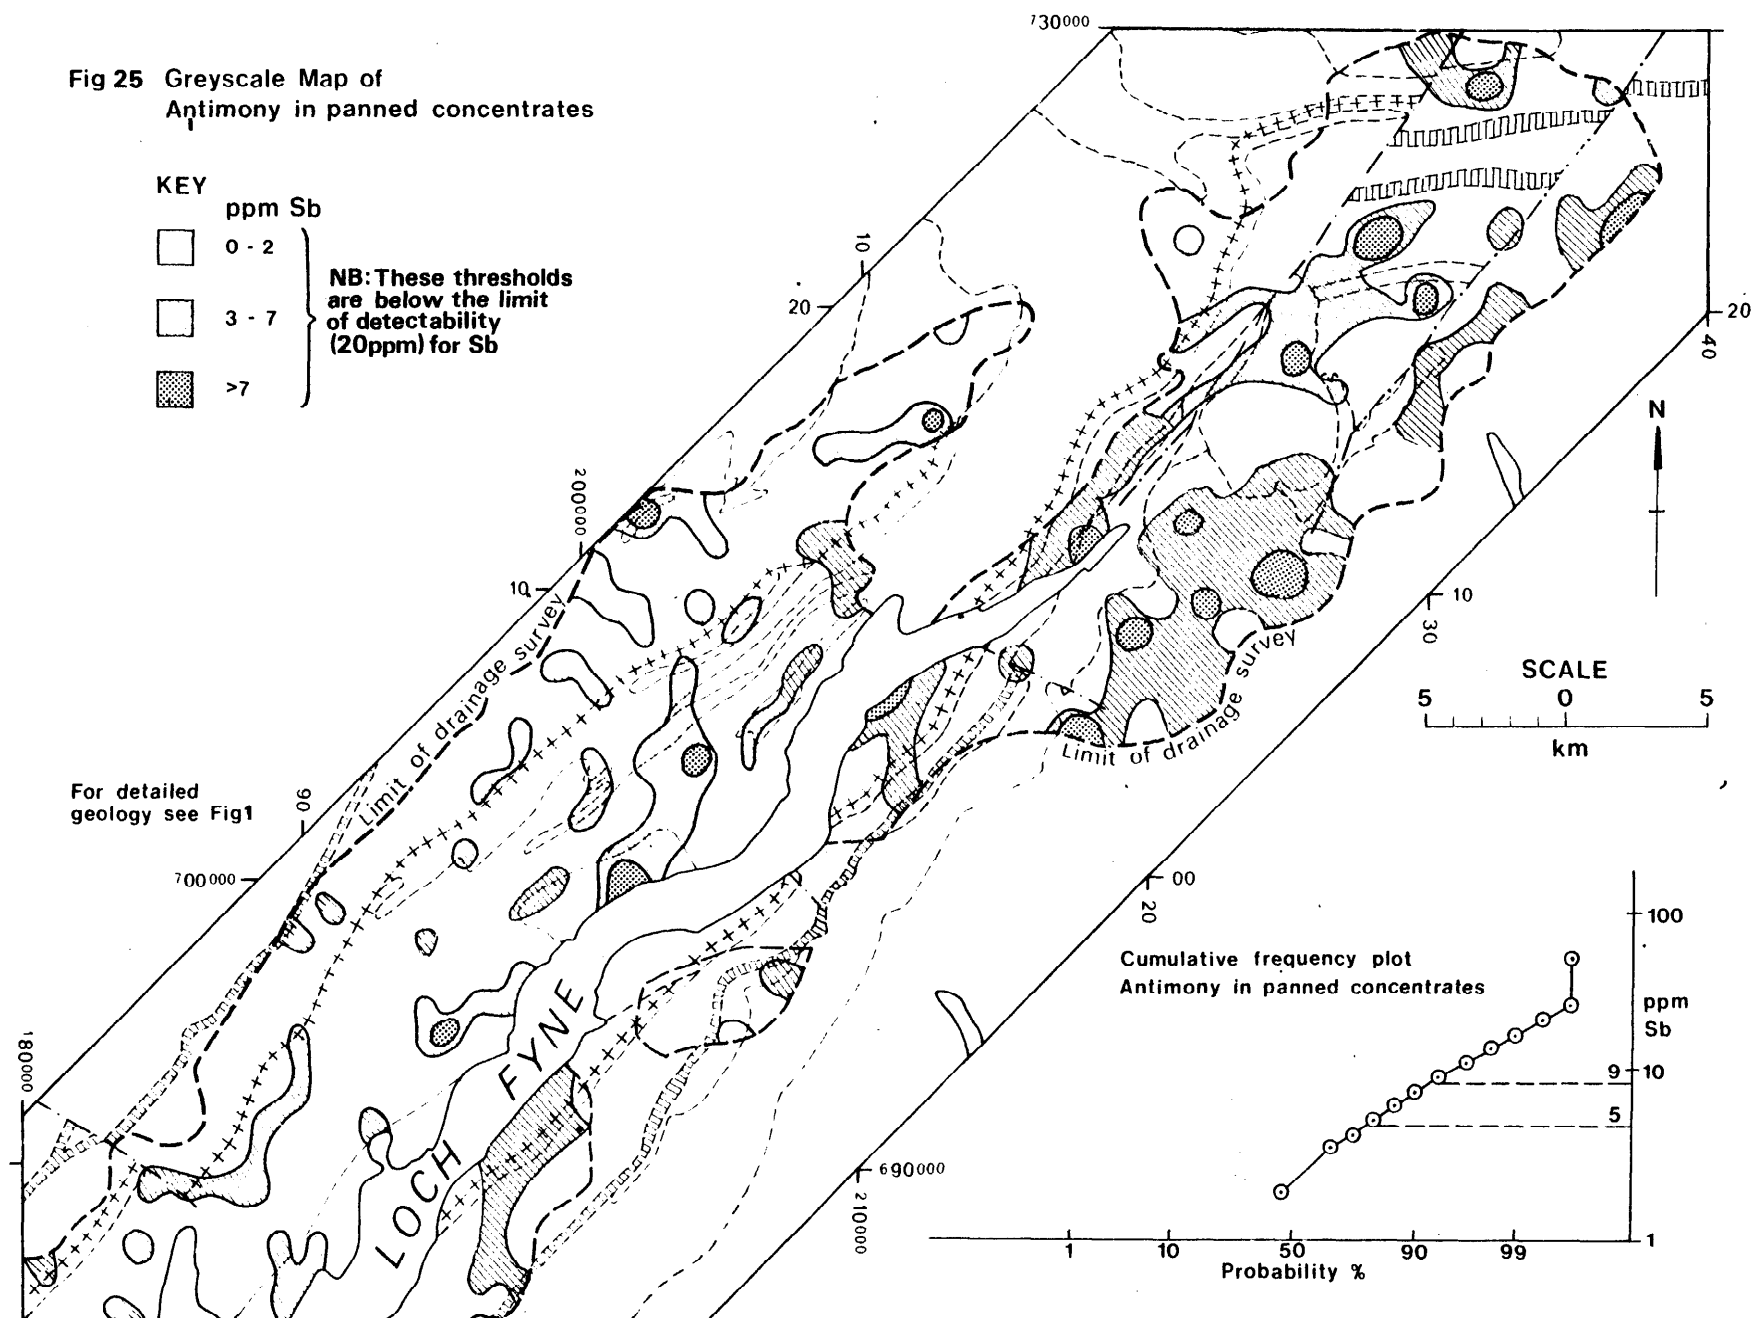 Fig 25 Greyscale Map of
Antimony in panned concentrates
KEY
ppm Sb
0 - 2
3 - 7
>7
NB: These thresholds
are below the limit
of detectability
(20ppm) for Sb
730000
10
20
20
40
200000
10
N
10
30
Limit of drainage survey
Limit of drainage survey
SCALE
5 0 5
km
For detailed
geology see Fig1
90
700000
00
20
180000
LOCH FYNE
690000
210000
Cumulative frequency plot
Antimony in panned concentrates
100
ppm
Sb
9
10
5
1
1 10 50 90 99
Probability %